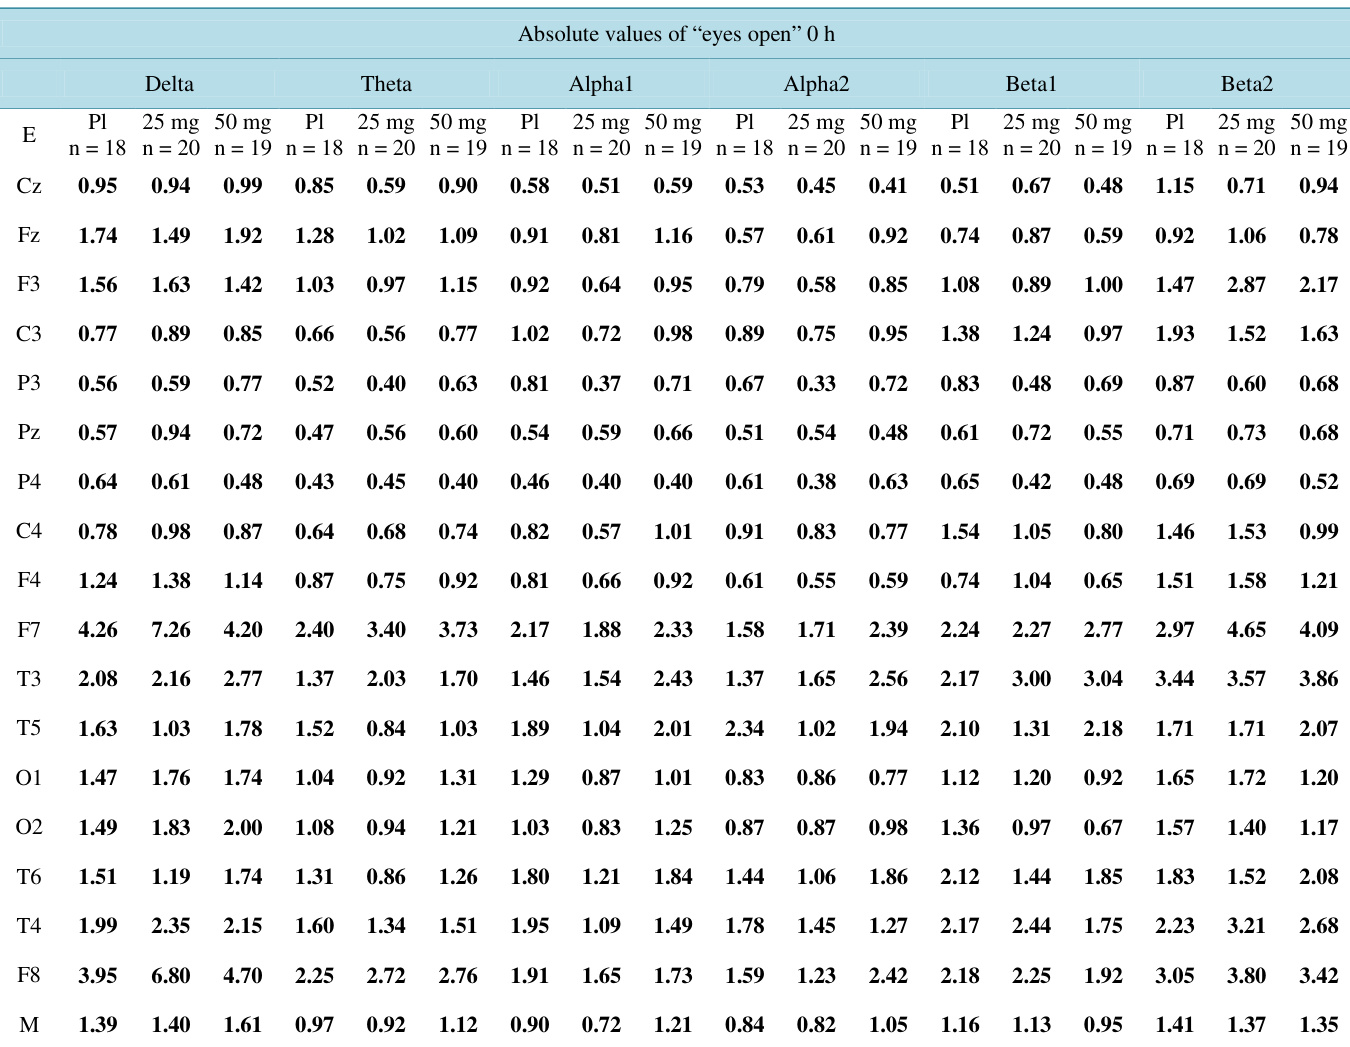 Absolute values of “eyes open” 0 h
Delta Theta Alpha1 Alpha2 Beta1 Beta2
E Pl 25 mg 50 mg Pl 25 mg 50 mg Pl 25 mg 50 mg Pl 25 mg 50 mg Pl 25 mg 50 mg Pl 25 mg 50 mg
n = 18 n = 20 n = 19 n = 18 n = 20 n = 19 n = 18 n = 20 n = 19 n = 18 n = 20 n = 19 n = 18 n = 20 n = 19 n = 18 n = 20 n = 19
Cz 0.95 0.94 0.99 0.85 0.59 0.90 0.58 0.51 0.59 0.53 0.45 0.41 0.51 0.67 0.48 1.15 0.71 0.94
Fz 1.74 1.49 1.92 1.28 1.02 1.09 0.91 0.81 1.16 0.57 0.61 0.92 0.74 0.87 0.59 0.92 1.06 0.78
F3 1.56 1.63 1.42 1.03 0.97 1.15 0.92 0.64 0.95 0.79 0.58 0.85 1.08 0.89 1.00 1.47 2.87 2.17
C3 0.77 0.89 0.85 0.66 0.56 0.77 1.02 0.72 0.98 0.89 0.75 0.95 1.38 1.24 0.97 1.93 1.52 1.63
P3 0.56 0.59 0.77 0.52 0.40 0.63 0.81 0.37 0.71 0.67 0.33 0.72 0.83 0.48 0.69 0.87 0.60 0.68
Pz 0.57 0.94 0.72 0.47 0.56 0.60 0.54 0.59 0.66 0.51 0.54 0.48 0.61 0.72 0.55 0.71 0.73 0.68
P4 0.64 0.61 0.48 0.43 0.45 0.40 0.46 0.40 0.40 0.61 0.38 0.63 0.65 0.42 0.48 0.69 0.69 0.52
C4 0.78 0.98 0.87 0.64 0.68 0.74 0.82 0.57 1.01 0.91 0.83 0.77 1.54 1.05 0.80 1.46 1.53 0.99
F4 1.24 1.38 1.14 0.87 0.75 0.92 0.81 0.66 0.92 0.61 0.55 0.59 0.74 1.04 0.65 1.51 1.58 1.21
F7 4.26 7.26 4.20 2.40 3.40 3.73 2.17 1.88 2.33 1.58 1.71 2.39 2.24 2.27 2.77 2.97 4.65 4.09
T3 2.08 2.16 2.77 1.37 2.03 1.70 1.46 1.54 2.43 1.37 1.65 2.56 2.17 3.00 3.04 3.44 3.57 3.86
T5 1.63 1.03 1.78 1.52 0.84 1.03 1.89 1.04 2.01 2.34 1.02 1.94 2.10 1.31 2.18 1.71 1.71 2.07
O1 1.47 1.76 1.74 1.04 0.92 1.31 1.29 0.87 1.01 0.83 0.86 0.77 1.12 1.20 0.92 1.65 1.72 1.20
O2 1.49 1.83 2.00 1.08 0.94 1.21 1.03 0.83 1.25 0.87 0.87 0.98 1.36 0.97 0.67 1.57 1.40 1.17
T6 1.51 1.19 1.74 1.31 0.86 1.26 1.80 1.21 1.84 1.44 1.06 1.86 2.12 1.44 1.85 1.83 1.52 2.08
T4 1.99 2.35 2.15 1.60 1.34 1.51 1.95 1.09 1.49 1.78 1.45 1.27 2.17 2.44 1.75 2.23 3.21 2.68
F8 3.95 6.80 4.70 2.25 2.72 2.76 1.91 1.65 1.73 1.59 1.23 2.42 2.18 2.25 1.92 3.05 3.80 3.42
M 1.39 1.40 1.61 0.97 0.92 1.12 0.90 0.72 1.21 0.84 0.82 1.05 1.16 1.13 0.95 1.41 1.37 1.35